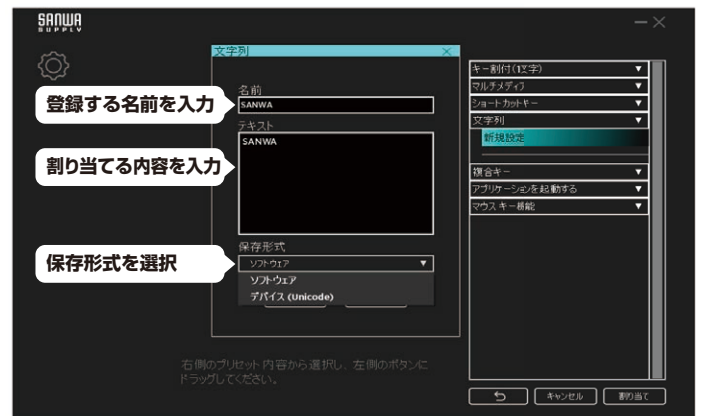 SANWA
SUPPLY
文字列
名前
登録する名前を入力
SANWA
テキスト
SANWA
割り当てる内容を入力
保存形式
保存形式を選択
ソフトウェア
ソフトウェア
デバイス (Unicode)
キー割付(1文字)
マルチメディア
ショートカットキー
文字列
新規設定
複合キー
アプリケーションを起動する
マウスキー機能
右側のプリセット内容から選択し、左側のボタンに
ドラッグしてください。
キャンセル
割り当て